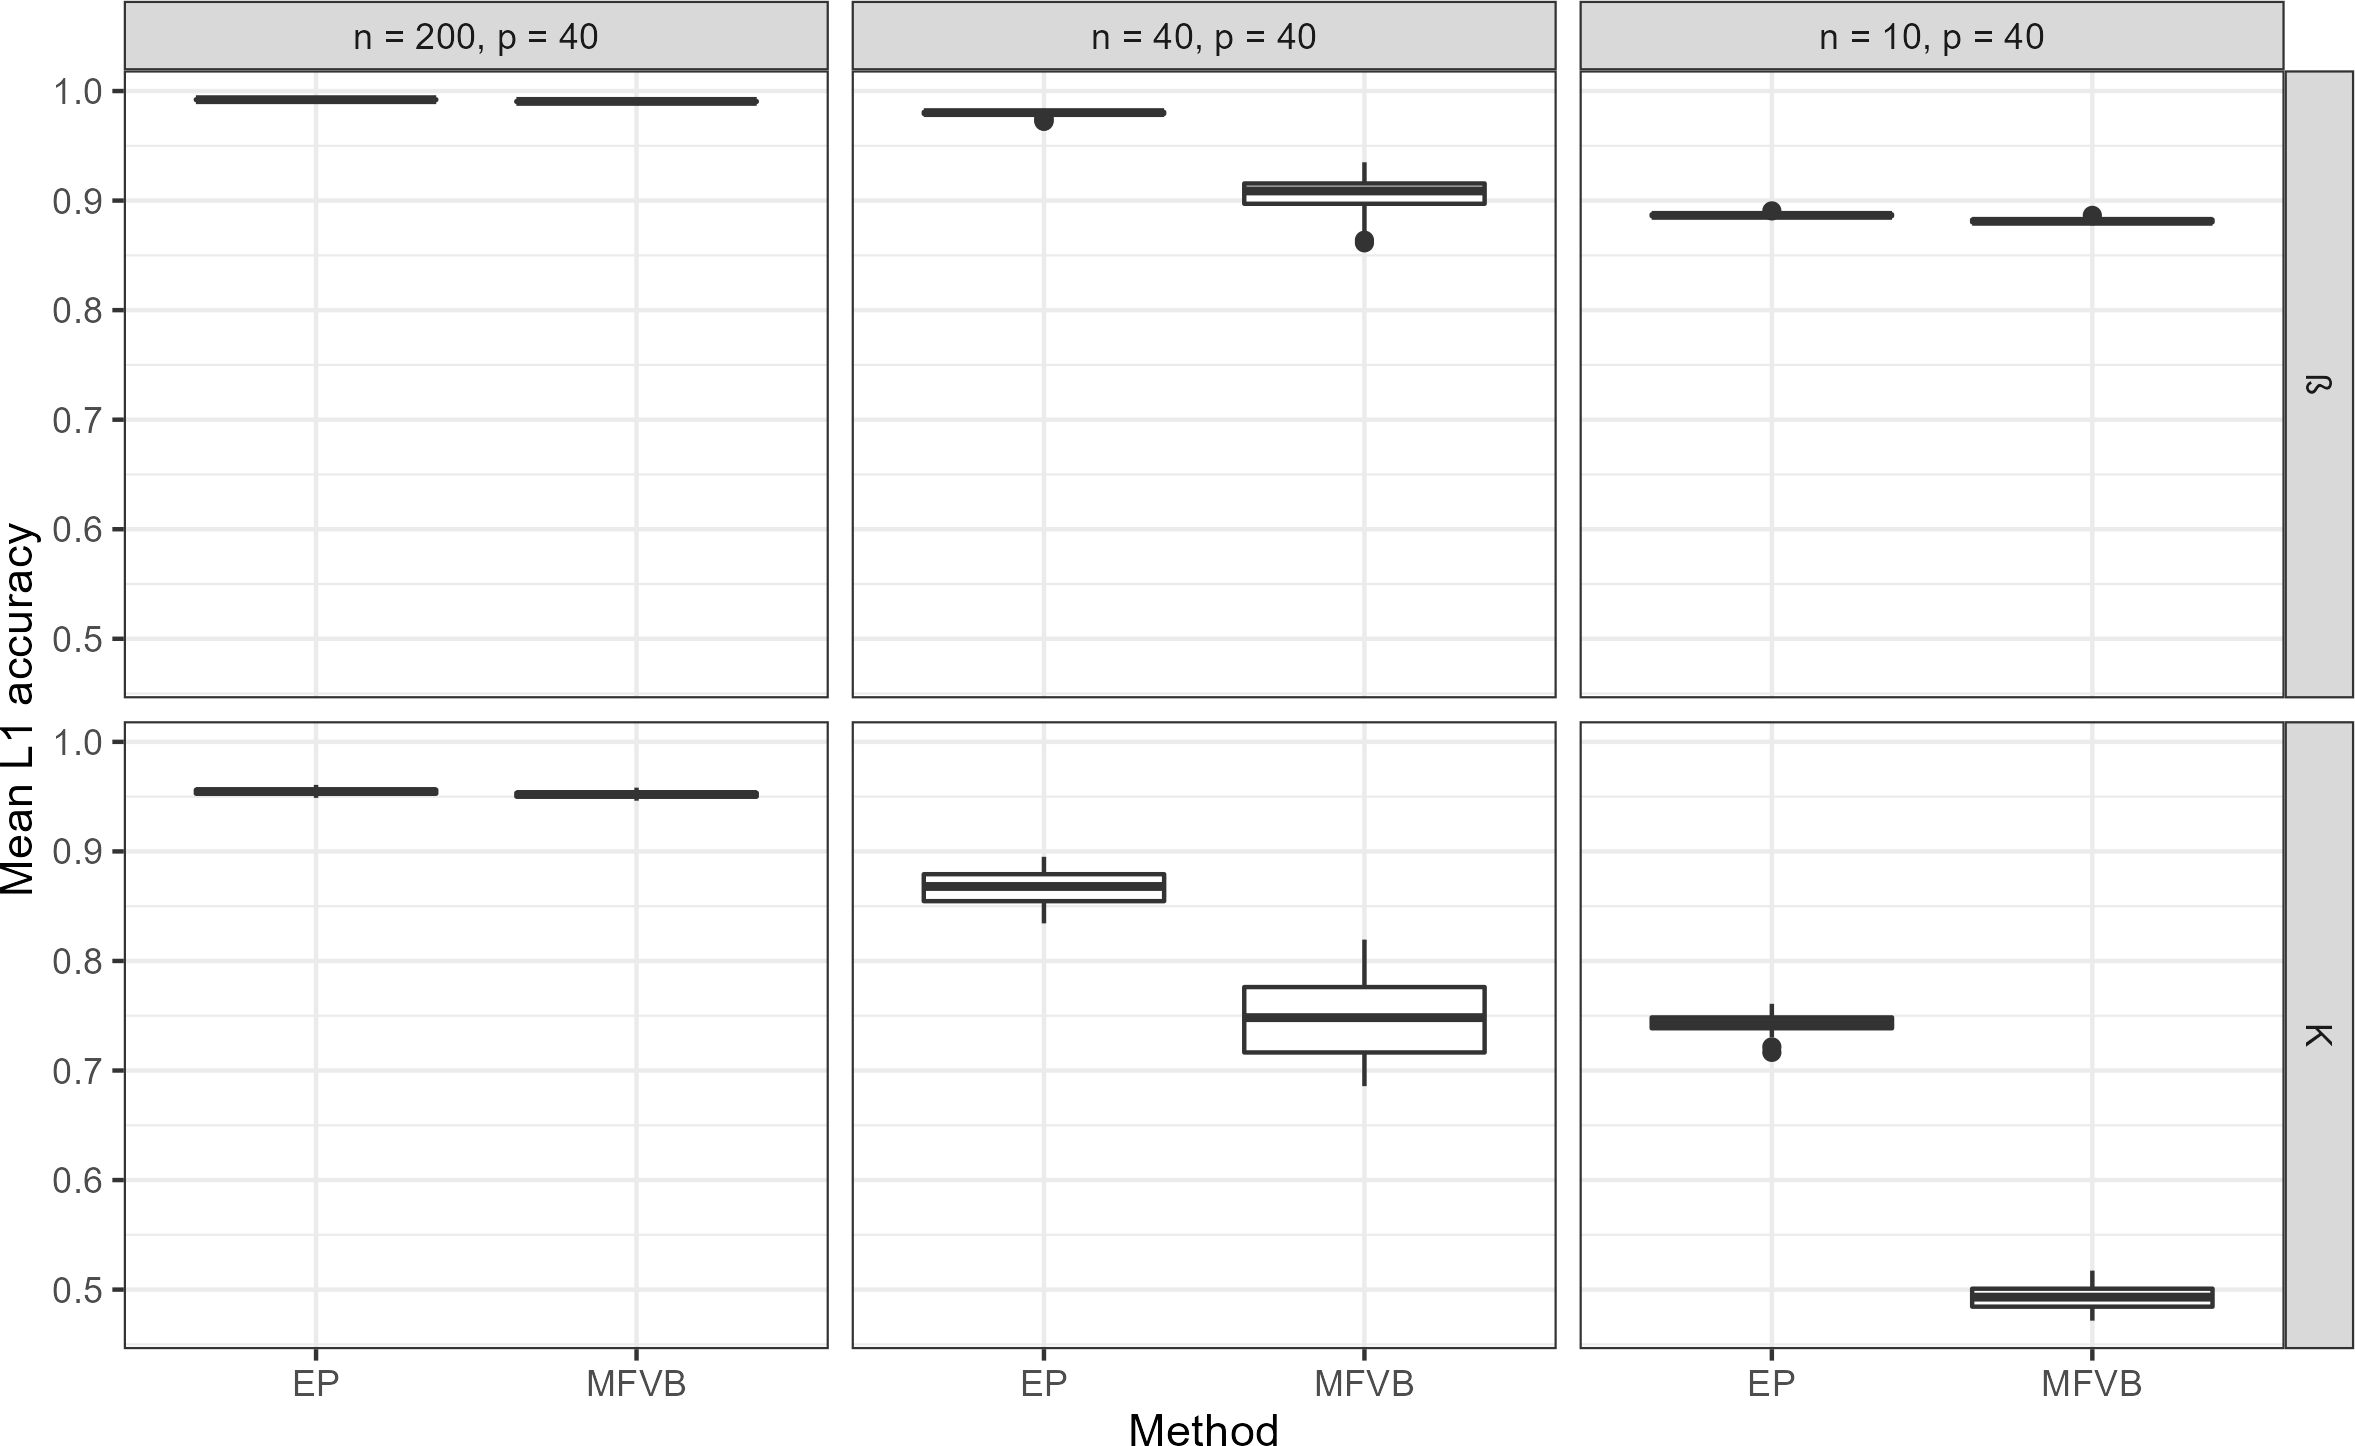 n = 200, p = 40
n = 40, p = 40
n = 10, p = 40
1.0
0.9
0.8
0.7
0.6
0.5
ß
1.0
0.9
0.8
0.7
0.6
0.5
K
Mean L1 accuracy
EP
MFVB
EP
MFVB
EP
MFVB
Method